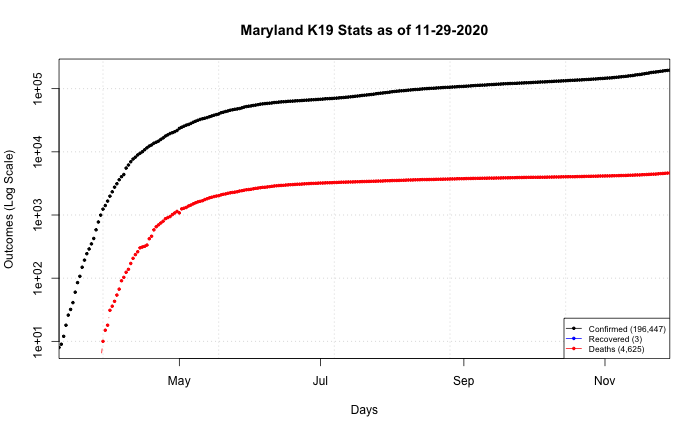 Maryland K19 Stats as of 11-29-2020
Outcomes (Log Scale)
1e+05
1e+04
1e+03
1e+02
1e+01
Confirmed (196,447)
Recovered (3)
Deaths (4,625)
May
Jul
Sep
Nov
Days